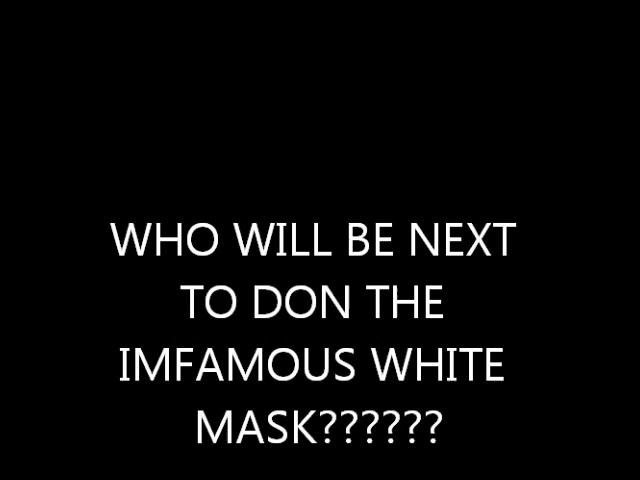 WHO WILL BE NEXT
TO DON THE
IMFAMOUS WHITE
MASK??????